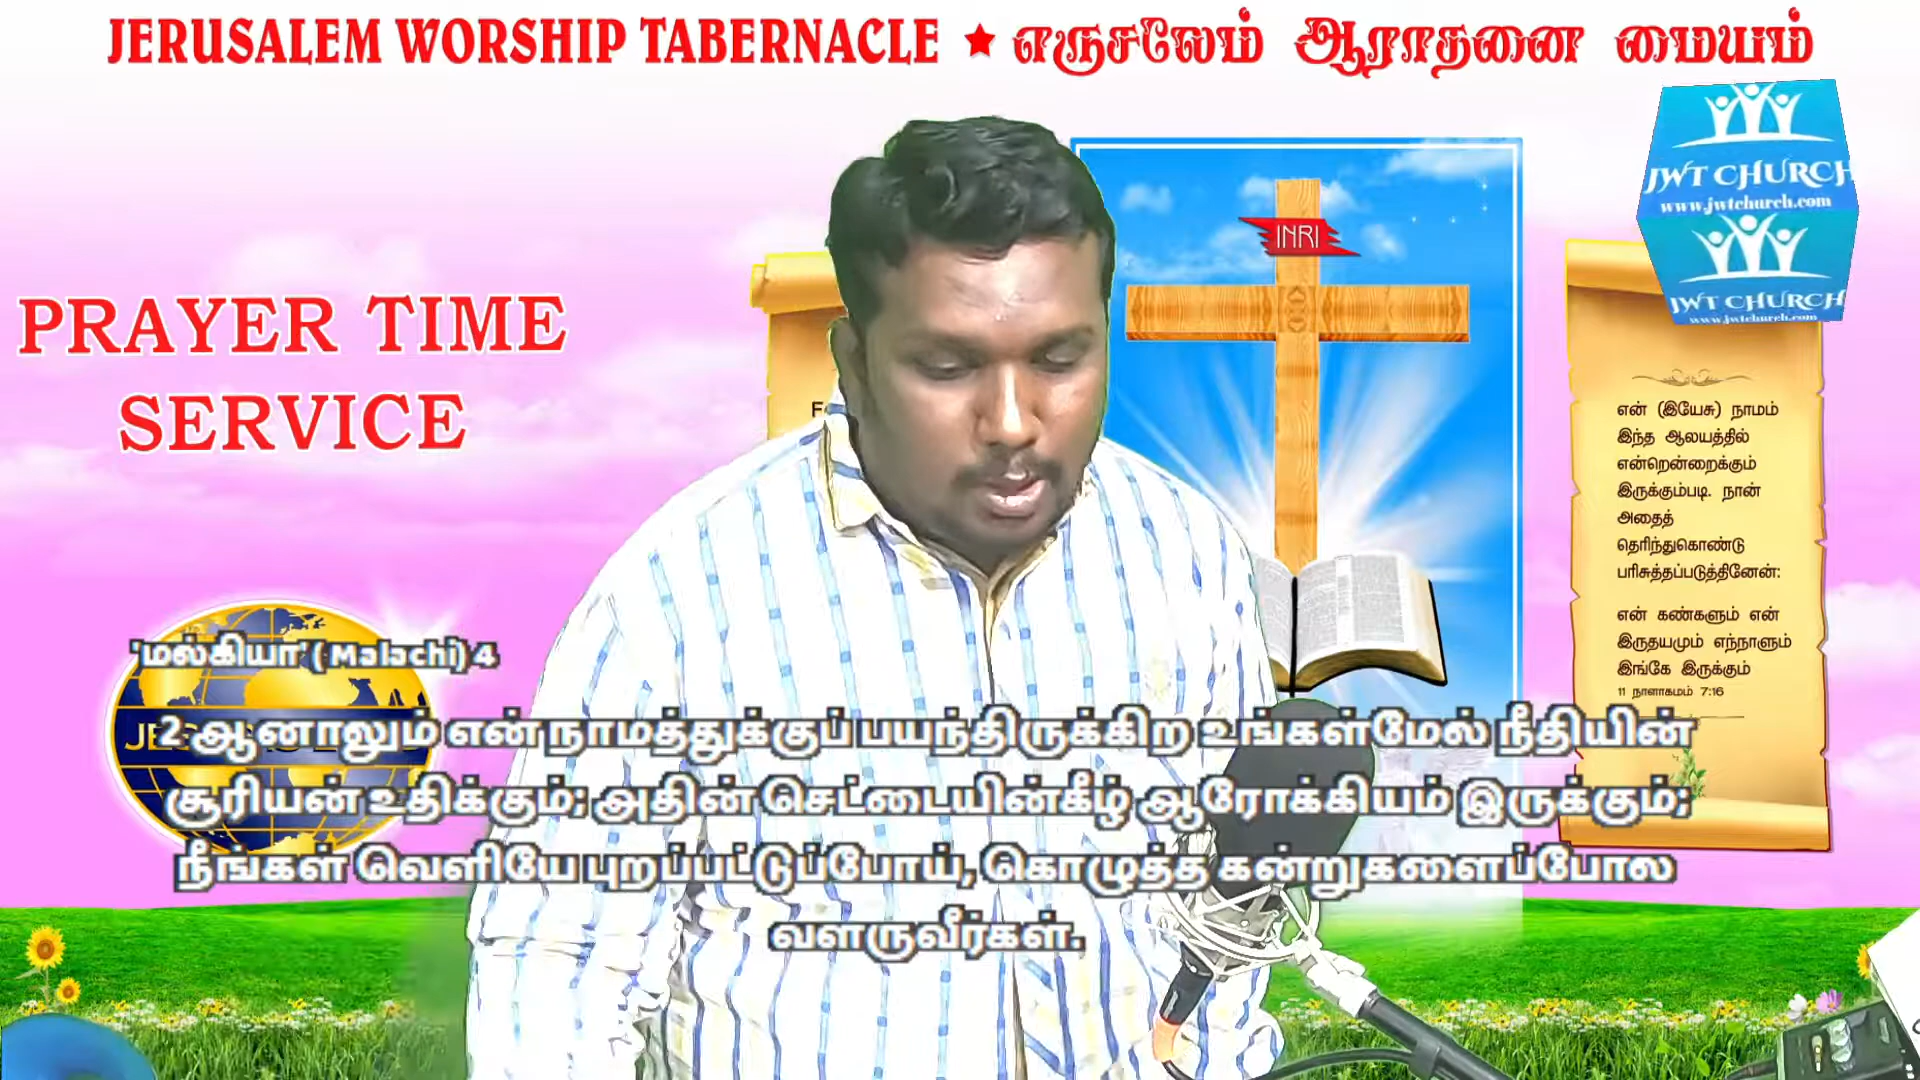 JERUSALEM WORSHIP TABERNACLE ★ எருசலேம் ஆராதனை மையம்
JWT CHURCH
www.jwtchurch.com
JWT CHURCH
www.jwtchurch.com
PRAYER TIME
SERVICE
INRI
என் (இயேசு) நாமம்
இந்த ஆலயத்தில்
என்றென்றைக்கும்
இருக்கும்படி. நான்
அதைத்
தெரிந்துகொண்டு
பரிசுத்தப்படுத்தினேன்:
என் கண்களும் என்
இருதயமும் எந்நாளும்
இங்கே இருக்கும்
11 நாளாகமம் 7:16
'மல்கியா'(Malachi) 4
2 ஆனாலும் என் நாமத்துக்குப் பயந்திருக்கிற உங்கள்மேல் நீதியின்
சூரியன் உதிக்கும்; அதின் செட்டையின்கீழ் ஆரோக்கியம் இருக்கும்;
நீங்கள் வெளியே புறப்பட்டுப்போய், கொழுத்த கன்றுகளைப்போல
வளருவீர்கள்.